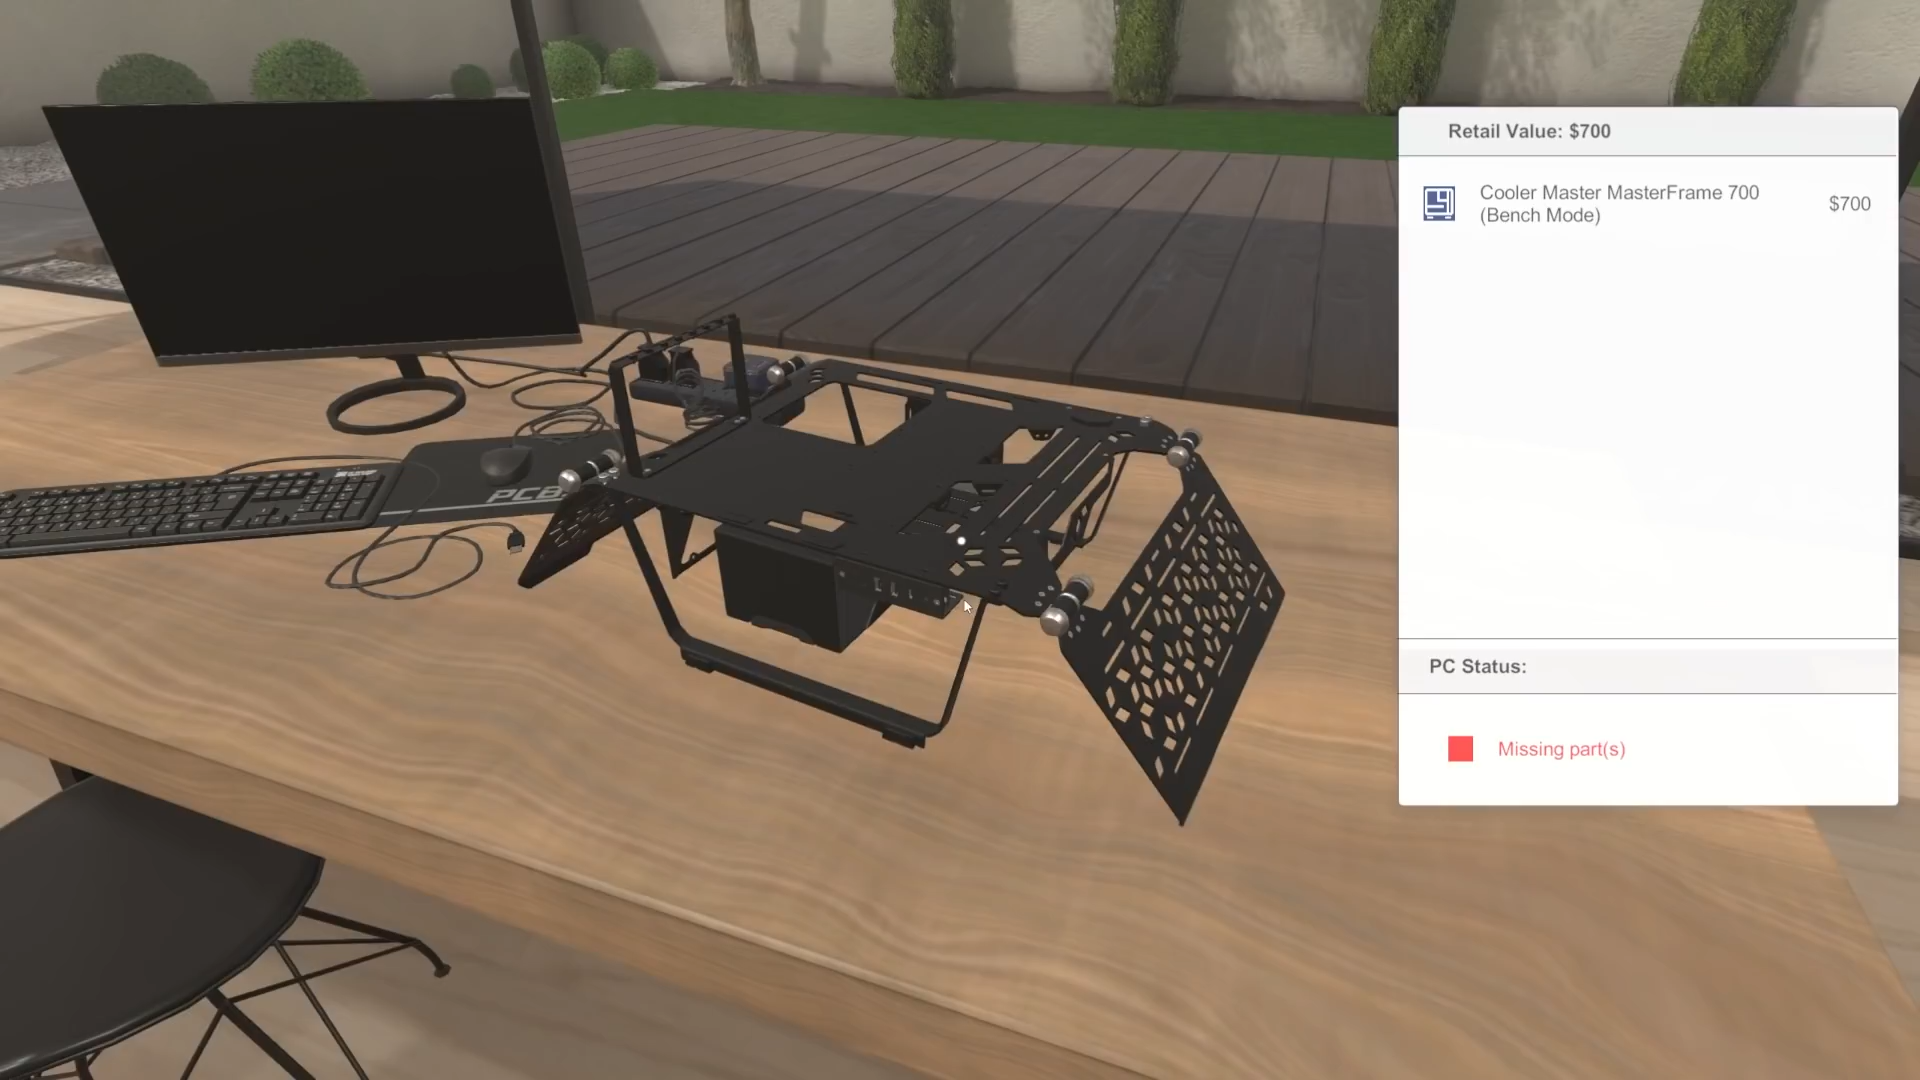 Retail Value: $700
Cooler Master MasterFrame 700 $700
(Bench Mode)
PC Status:
Missing part(s)
PCB